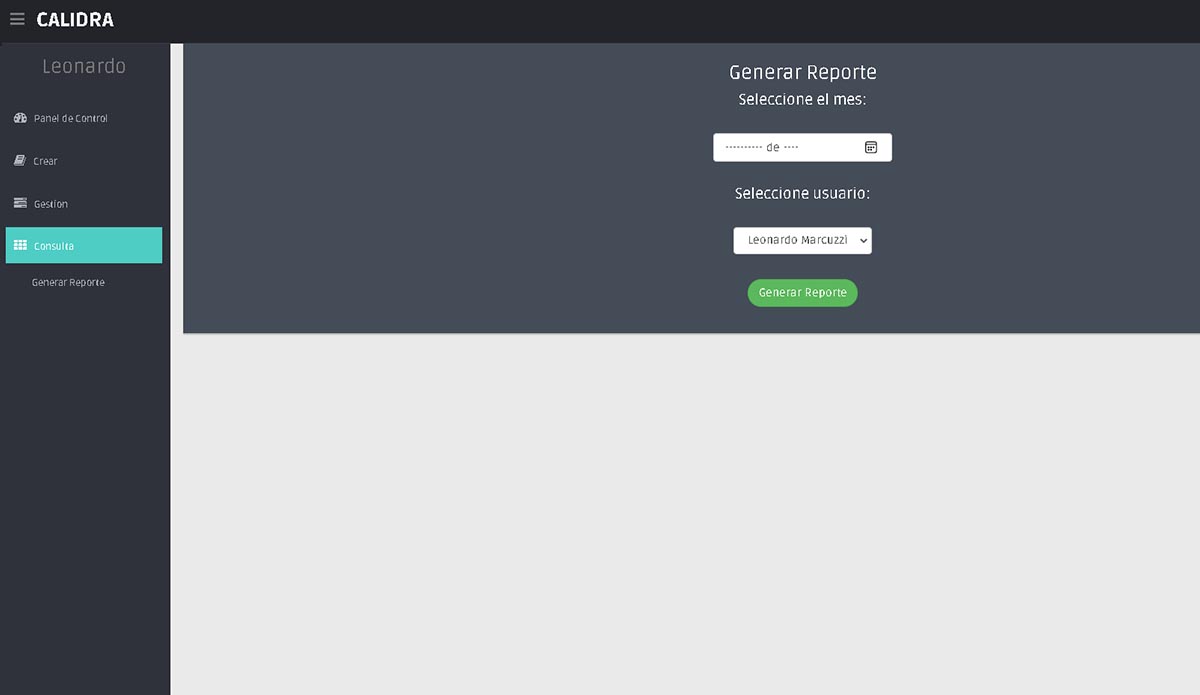 CALIDRA
Leonardo
Panel de Control
Crear
Gestion
Consulta
Generar Reporte
Generar Reporte
Seleccione el mes:
---------- de ----
Seleccione usuario:
Leonardo Marcuzzi
Generar Reporte